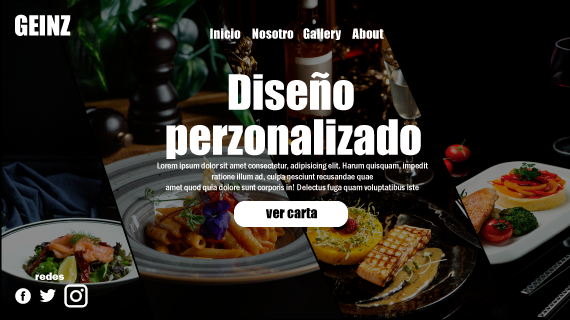 GEINZ
Inicio Nosotro Gallery About
Diseño
perzonalizado
Lorem ipsum dolor sit amet consectetur, adipisicing elit. Harum quisquam, impedit
ratione illum ad, culpa nesciunt recusandae quae
amet quod quia dolore sunt corporis in! Delectus fuga quam voluptatibus iste
ver carta
redes